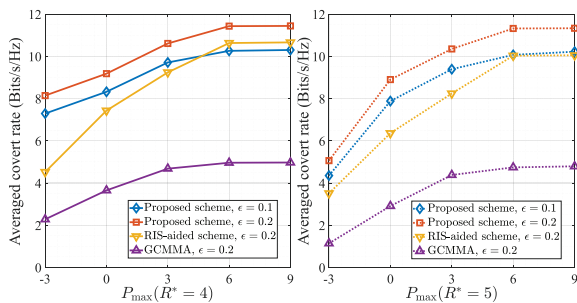 Averaged covert rate (Bits/s/Hz)
12
10
8
6
4
2
0
-3
0
3
6
9
Proposed scheme, ϵ = 0.1
Proposed scheme, ϵ = 0.2
RIS-aided scheme, ϵ = 0.2
GCMMA, ϵ = 0.2
P_max(R* = 4)
Averaged covert rate (Bits/s/Hz)
12
10
8
6
4
2
0
-3
0
3
6
9
Proposed scheme, ϵ = 0.1
Proposed scheme, ϵ = 0.2
RIS-aided scheme, ϵ = 0.2
GCMMA, ϵ = 0.2
P_max(R* = 5)